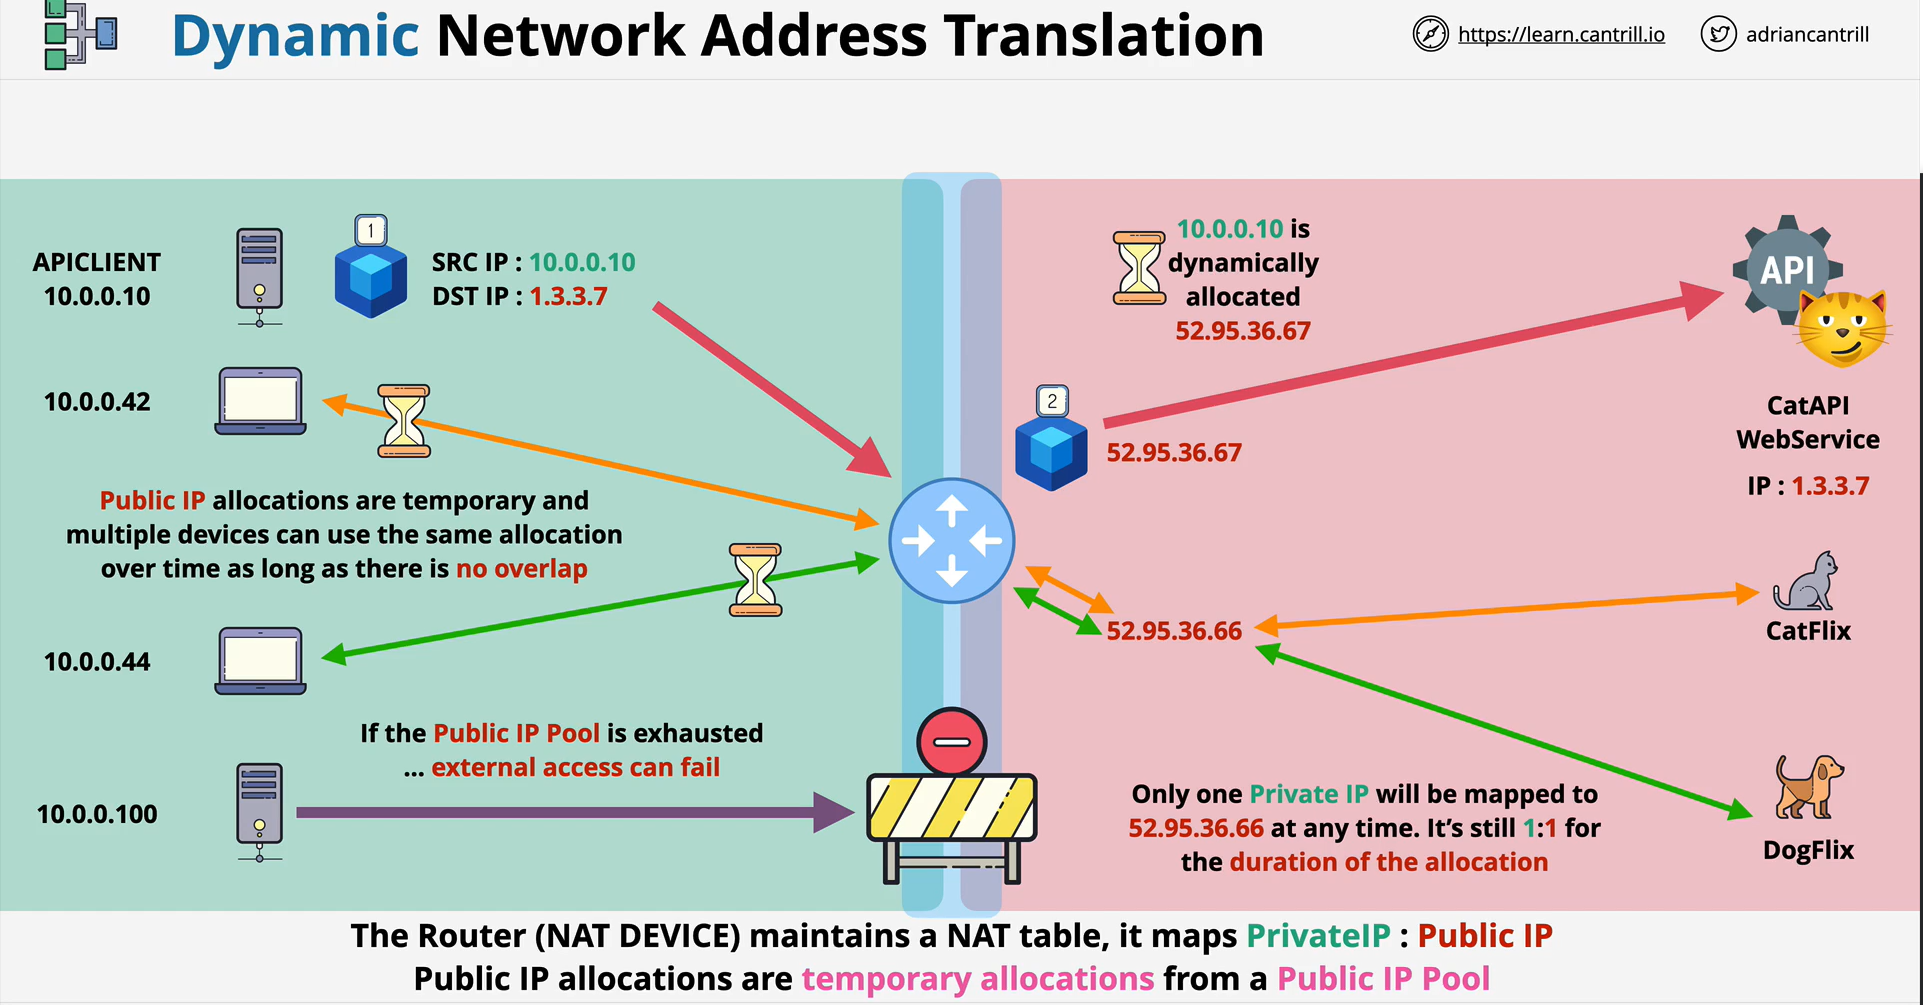 Dynamic Network Address Translation
https://learn.cantrill.io
adriancantrill
APICLIENT
10.0.0.10
1
SRC IP : 10.0.0.10
DST IP : 1.3.3.7
10.0.0.10 is
dynamically
allocated
52.95.36.67
API
CatAPI
WebService
IP : 1.3.3.7
10.0.0.42
2
52.95.36.67
Public IP allocations are temporary and
multiple devices can use the same allocation
over time as long as there is no overlap
10.0.0.44
52.95.36.66
CatFlix
If the Public IP Pool is exhausted
... external access can fail
10.0.0.100
Only one Private IP will be mapped to
52.95.36.66 at any time. It's still 1:1 for
the duration of the allocation
DogFlix
The Router (NAT DEVICE) maintains a NAT table, it maps PrivateIP : Public IP
Public IP allocations are temporary allocations from a Public IP Pool